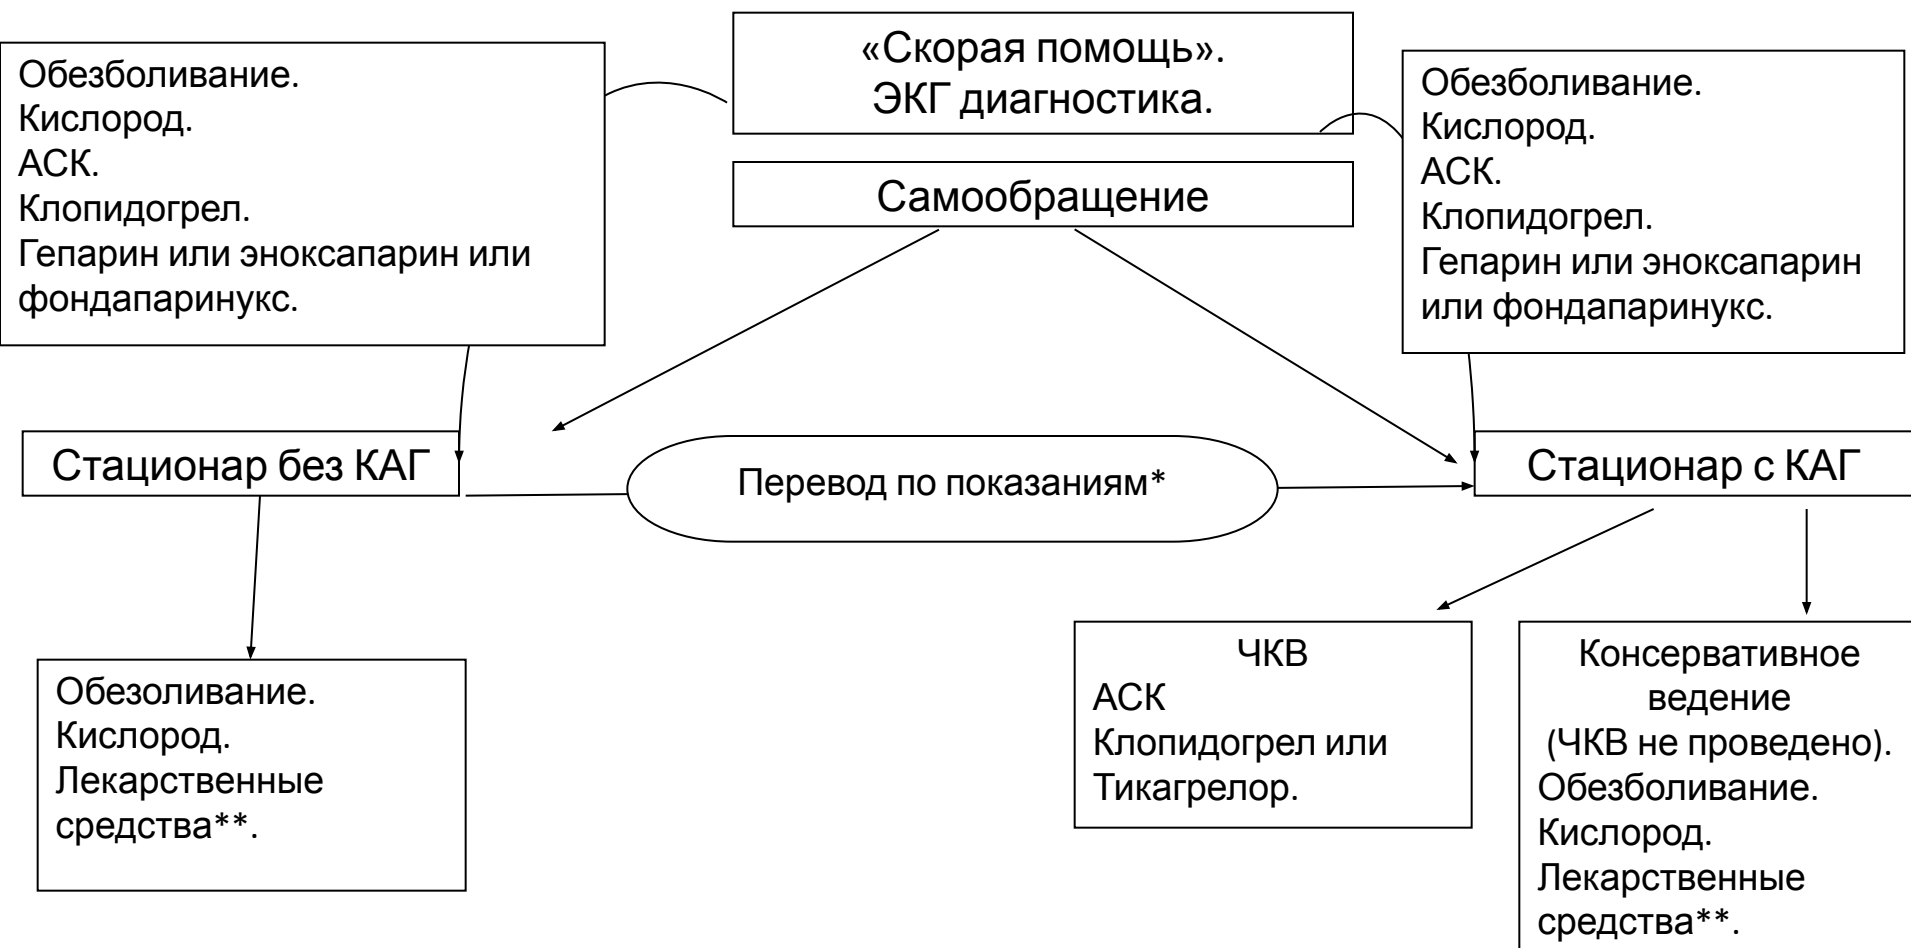 «Скорая помощь».
ЭКГ диагностика.
Обезболивание.
Кислород.
АСК.
Клопидогрел.
Гепарин или эноксапарин или
фондапаринукс.
Обезболивание.
Кислород.
АСК.
Клопидогрел.
Гепарин или эноксапарин
или фондапаринукс.
Самообращение
Стационар без КАГ
Перевод по показаниям*
Стационар с КАГ
Обезоливание.
Кислород.
Лекарственные
средства**.
ЧКВ
АСК
Клопидогрел или
Тикагрелор.
Консервативное
ведение
(ЧКВ не проведено).
Обезболивание.
Кислород.
Лекарственные
средства**.